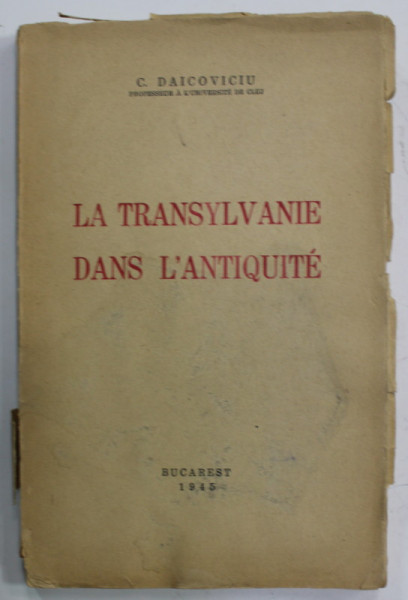 C. DAICOVICIU
PROFESSEUR À L'UNIVERSITÉ DE CLUJ
LA TRANSYLVANIE
DANS L'ANTIQUITÉ
BUCAREST
1945